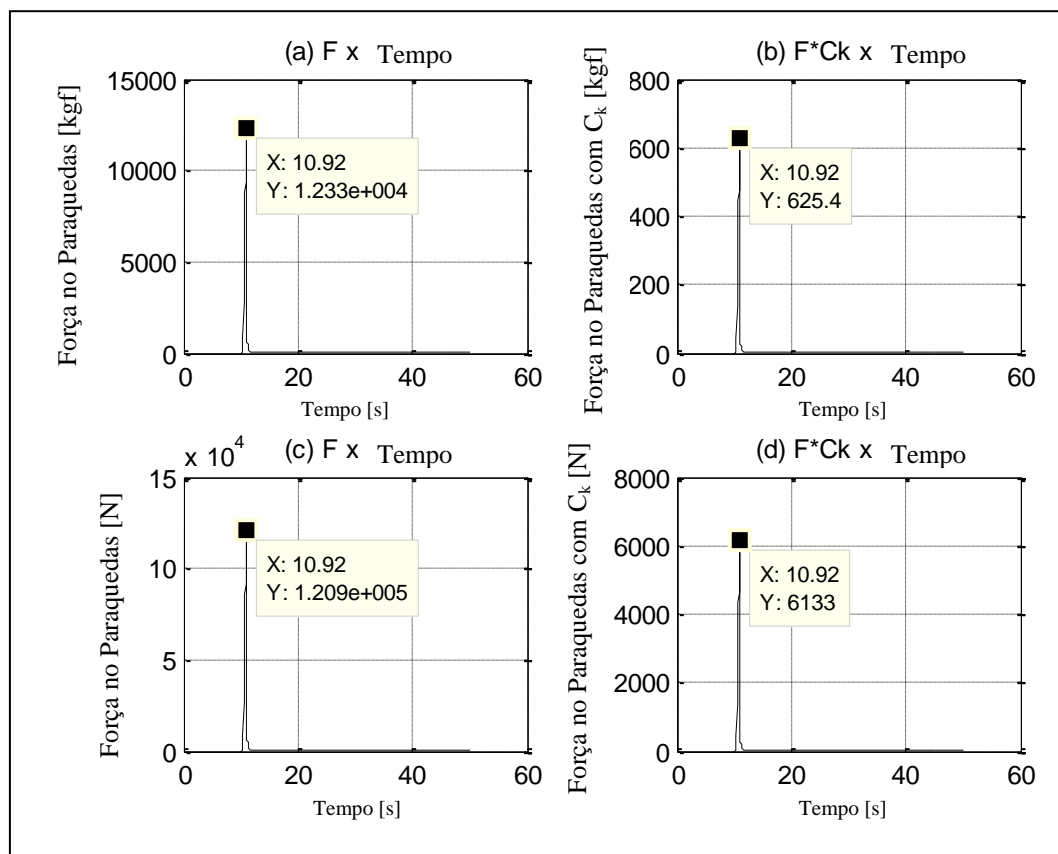 (a) F x Tempo
Força no Paraquedas [kgf]
15000
10000
5000
0
X: 10.92
Y: 1.233e+004
0 20 40 60
Tempo [s]
(b) F*Ck x Tempo
Força no Paraquedas com Ck [kgf]
800
600
400
200
0
X: 10.92
Y: 625.4
0 20 40 60
Tempo [s]
(c) F x Tempo
x 10^4
Força no Paraquedas [N]
15
10
5
0
X: 10.92
Y: 1.209e+005
0 20 40 60
Tempo [s]
(d) F*Ck x Tempo
Força no Paraquedas com Ck [N]
8000
6000
4000
2000
0
X: 10.92
Y: 6133
0 20 40 60
Tempo [s]